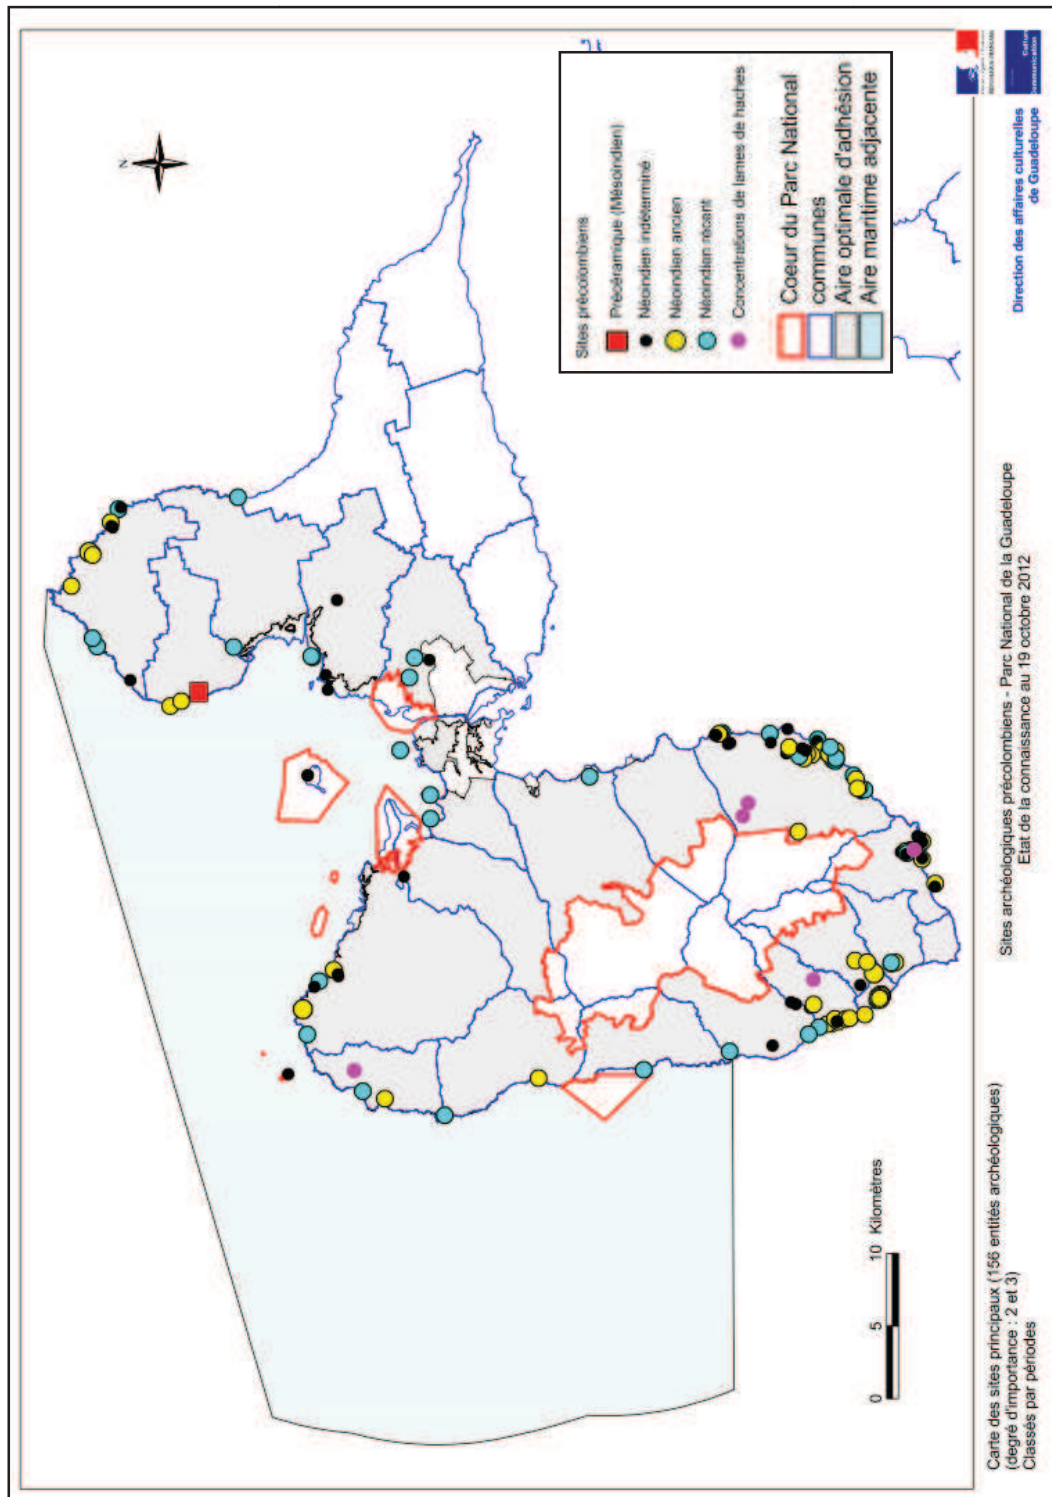 N
Sites précolombiens
Précéramique (Mésoindien)
Néoindien indéterminé
Néoindien ancien
Néoindien récent
Concentrations de lames de haches
Coeur du Parc National
communes
Aire optimale d'adhésion
Aire maritime adjacente
0 5 10 Kilomètres
Carte des sites principaux (156 entités archéologiques)
(degré d'importance : 2 et 3)
Classés par périodes
Sites archéologiques précolombiens - Parc National de la Guadeloupe
Etat de la connaissance au 19 octobre 2012
Direction des affaires culturelles
de Guadeloupe